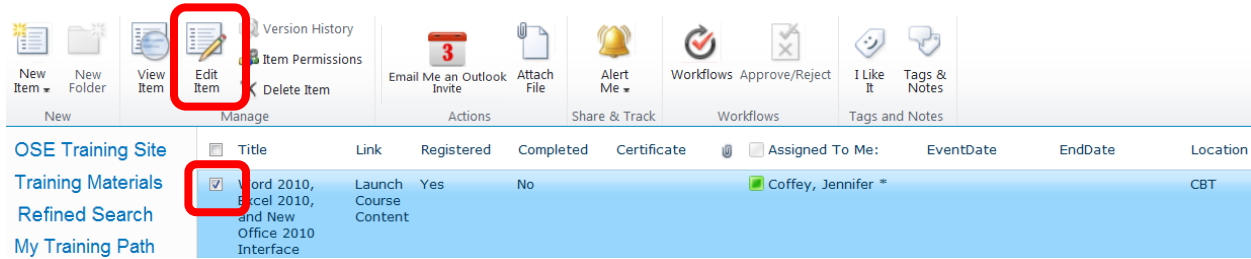 Version History
Item Permissions
Delete Item
New Item
New Folder
View Item
Edit Item
3
Email Me an Outlook Invite
Attach File
Alert Me
Workflows
Approve/Reject
I Like It
Tags & Notes
New
Manage
Actions
Share & Track
Workflows
Tags and Notes
OSE Training Site
Training Materials
Refined Search
My Training Path
Title Link Registered Completed Certificate Assigned To Me: EventDate EndDate Location
Word 2010,
Excel 2010,
and New
Office 2010
Interface
Launch
Course
Content
Yes
No
Coffey, Jennifer *
CBT